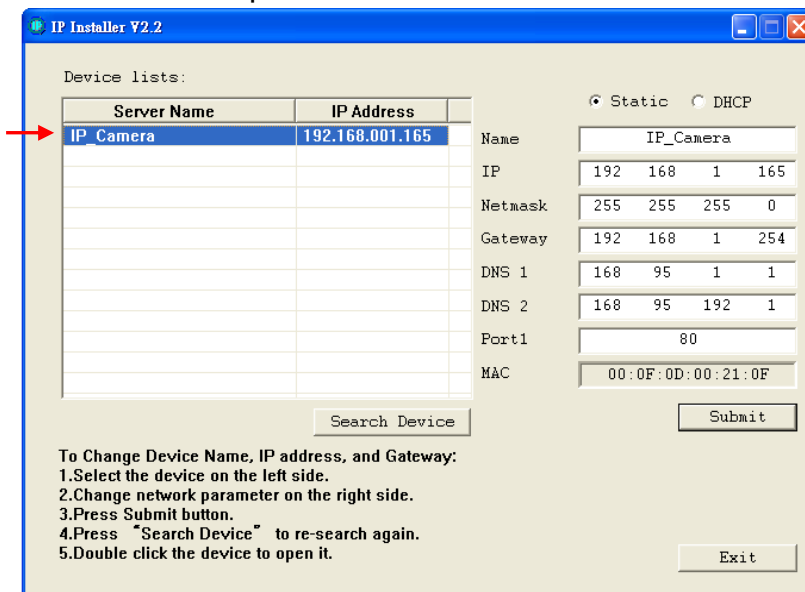 IP Installer V2.2
Device lists:
Server Name IP Address
IP_Camera 192.168.001.165
Static DHCP
Name IP_Camera
IP 192 168 1 165
Netmask 255 255 255 0
Gateway 192 168 1 254
DNS 1 168 95 1 1
DNS 2 168 95 192 1
Port1 80
MAC 00:0F:0D:00:21:0F
Search Device
Submit
To Change Device Name, IP address, and Gateway:
1.Select the device on the left side.
2.Change network parameter on the right side.
3.Press Submit button.
4.Press “Search Device” to re-search again.
5.Double click the device to open it.
Exit